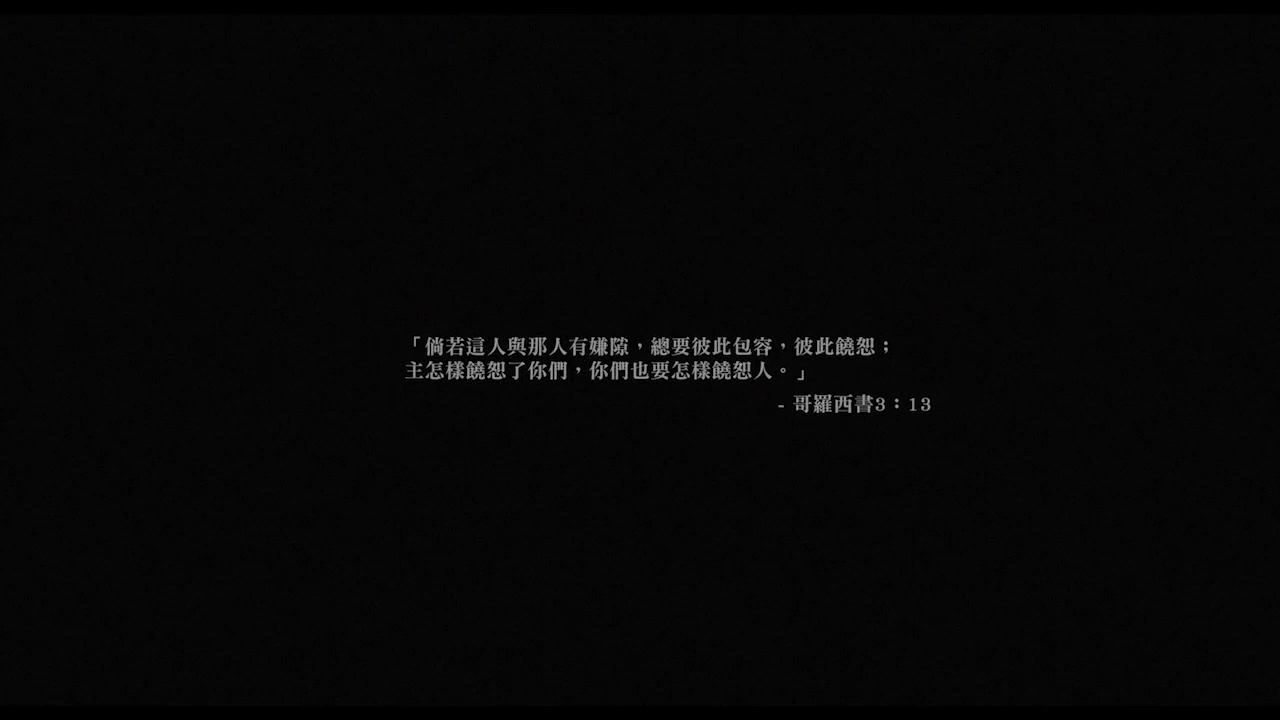 「倘若這人與那人有嫌隙，總要彼此包容，彼此饒恕；
主怎樣饒恕了你們，你們也要怎樣饒恕人。」
- 哥羅西書3：13